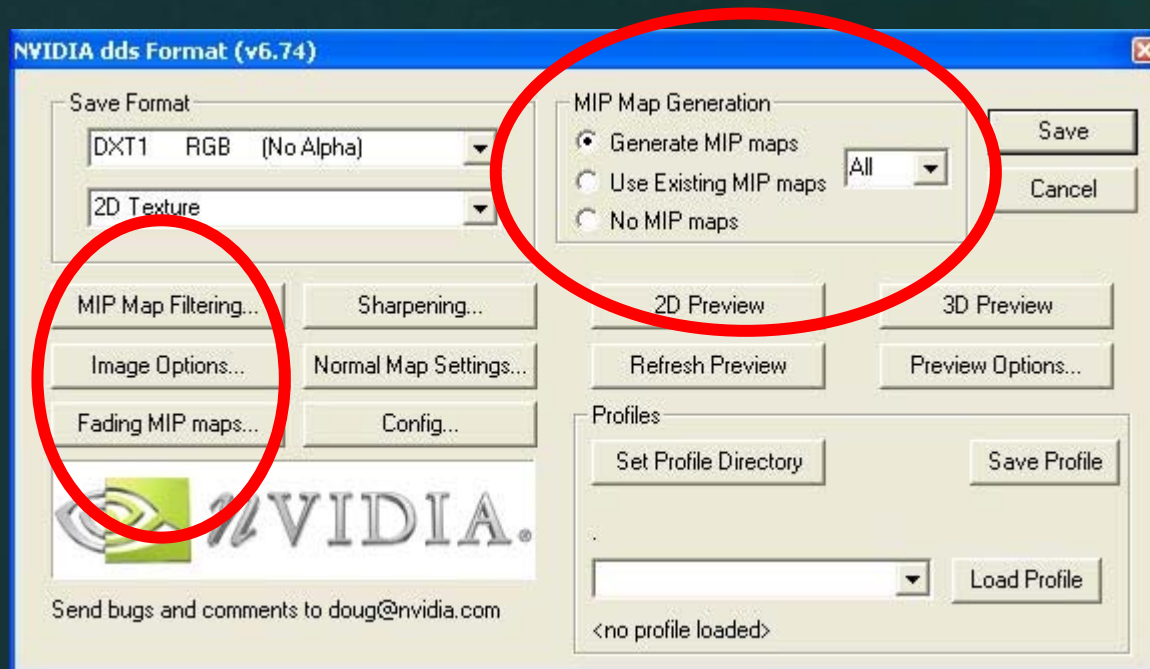 NVIDIA dds Format (v6.74)
Save Format
DXT1 RGB (No Alpha)
2D Texture
MIP Map Generation
Generate MIP maps
Use Existing MIP maps
No MIP maps
All
Save
Cancel
MIP Map Filtering...
Sharpening...
2D Preview
3D Preview
Image Options...
Normal Map Settings...
Refresh Preview
Preview Options...
Fading MIP maps...
Config...
Profiles
Set Profile Directory
Save Profile
nVIDIA®
.
Load Profile
Send bugs and comments to doug@nvidia.com
<no profile loaded>